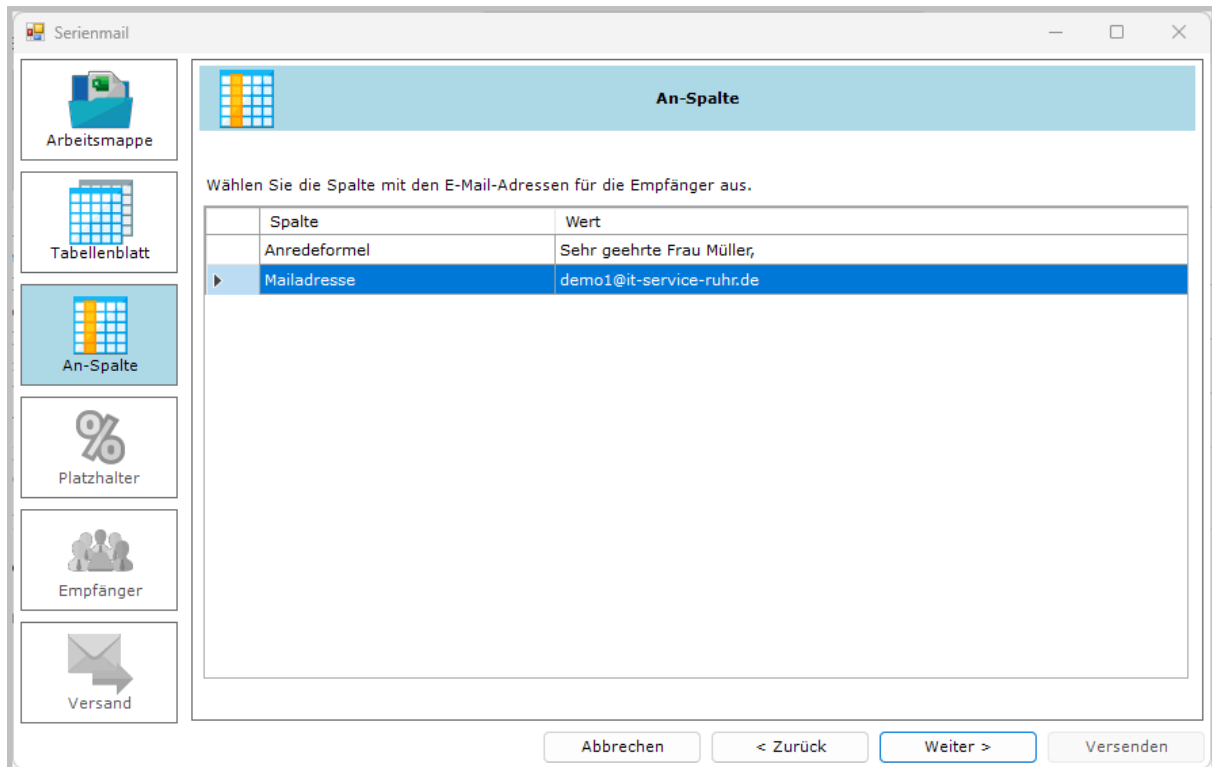 Serienmail
Arbeitsmappe
Tabellenblatt
An-Spalte
Platzhalter
Empfänger
Versand
An-Spalte
Wählen Sie die Spalte mit den E-Mail-Adressen für die Empfänger aus.
Spalte Wert
Anredeformel Sehr geehrte Frau Müller,
Mailadresse demo1@it-service-ruhr.de
Abbrechen < Zurück Weiter > Versenden